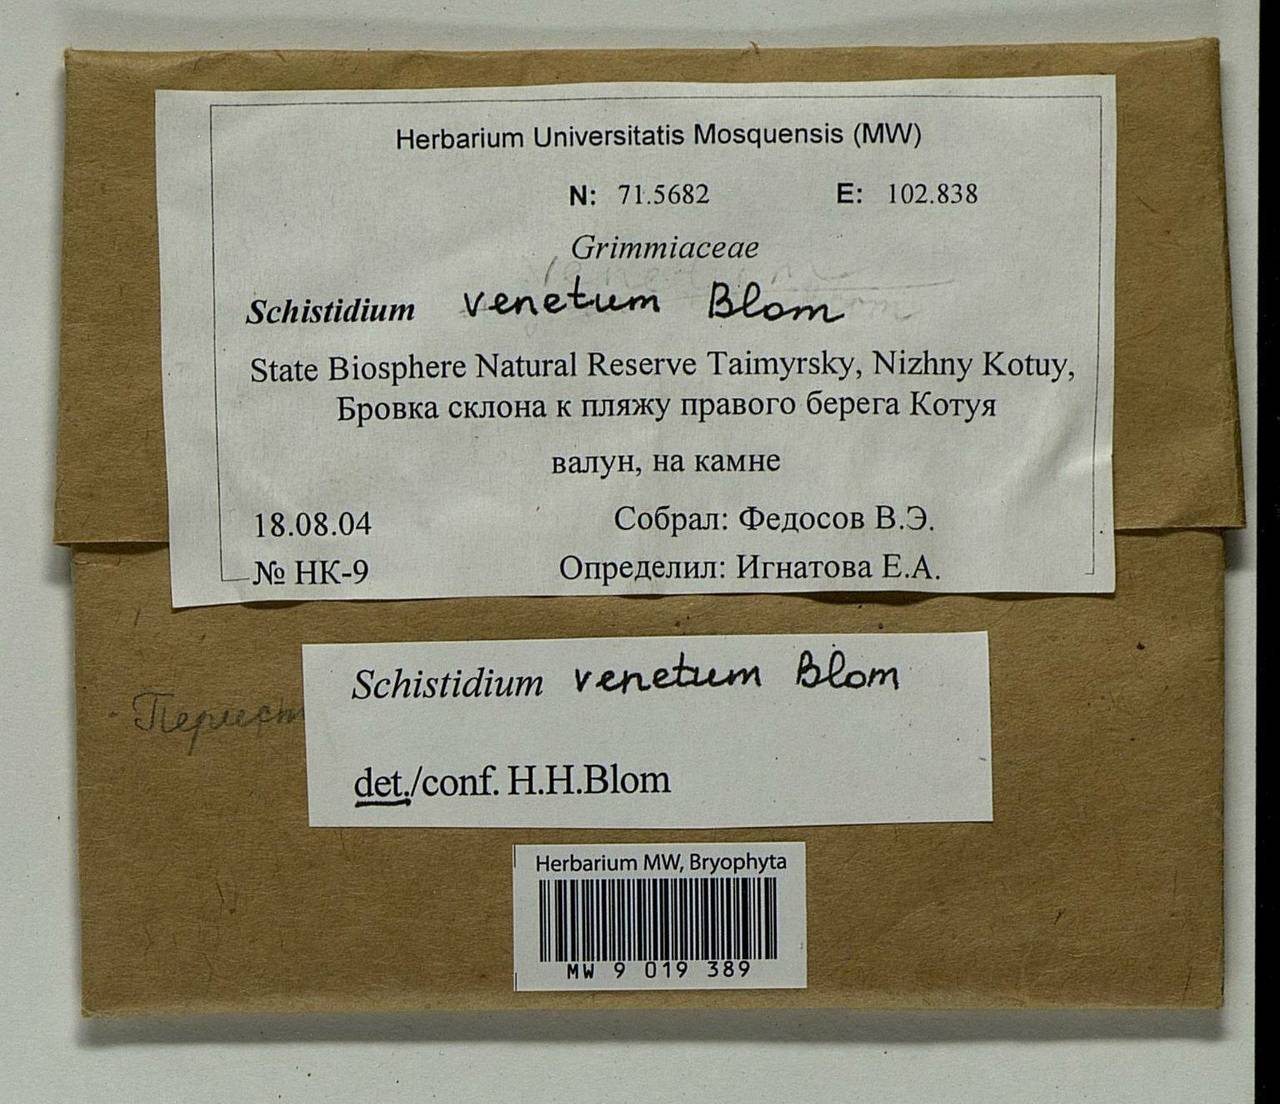 Herbarium Universitatis Mosquensis (MW)
N: 71.5682 E: 102.838
Grimmiaceae
Schistidium venetum Blom
State Biosphere Natural Reserve Taimyrsky, Nizhny Kotuy,
Бровка склона к пляжу правого берега Котуя
валун, на камне
18.08.04 Собрал: Федосов В.Э.
№ НК-9 Определил: Игнатова Е.А.
Schistidium venetum Blom
det./conf. H.H.Blom
Herbarium MW, Bryophyta
MW 9 019 389